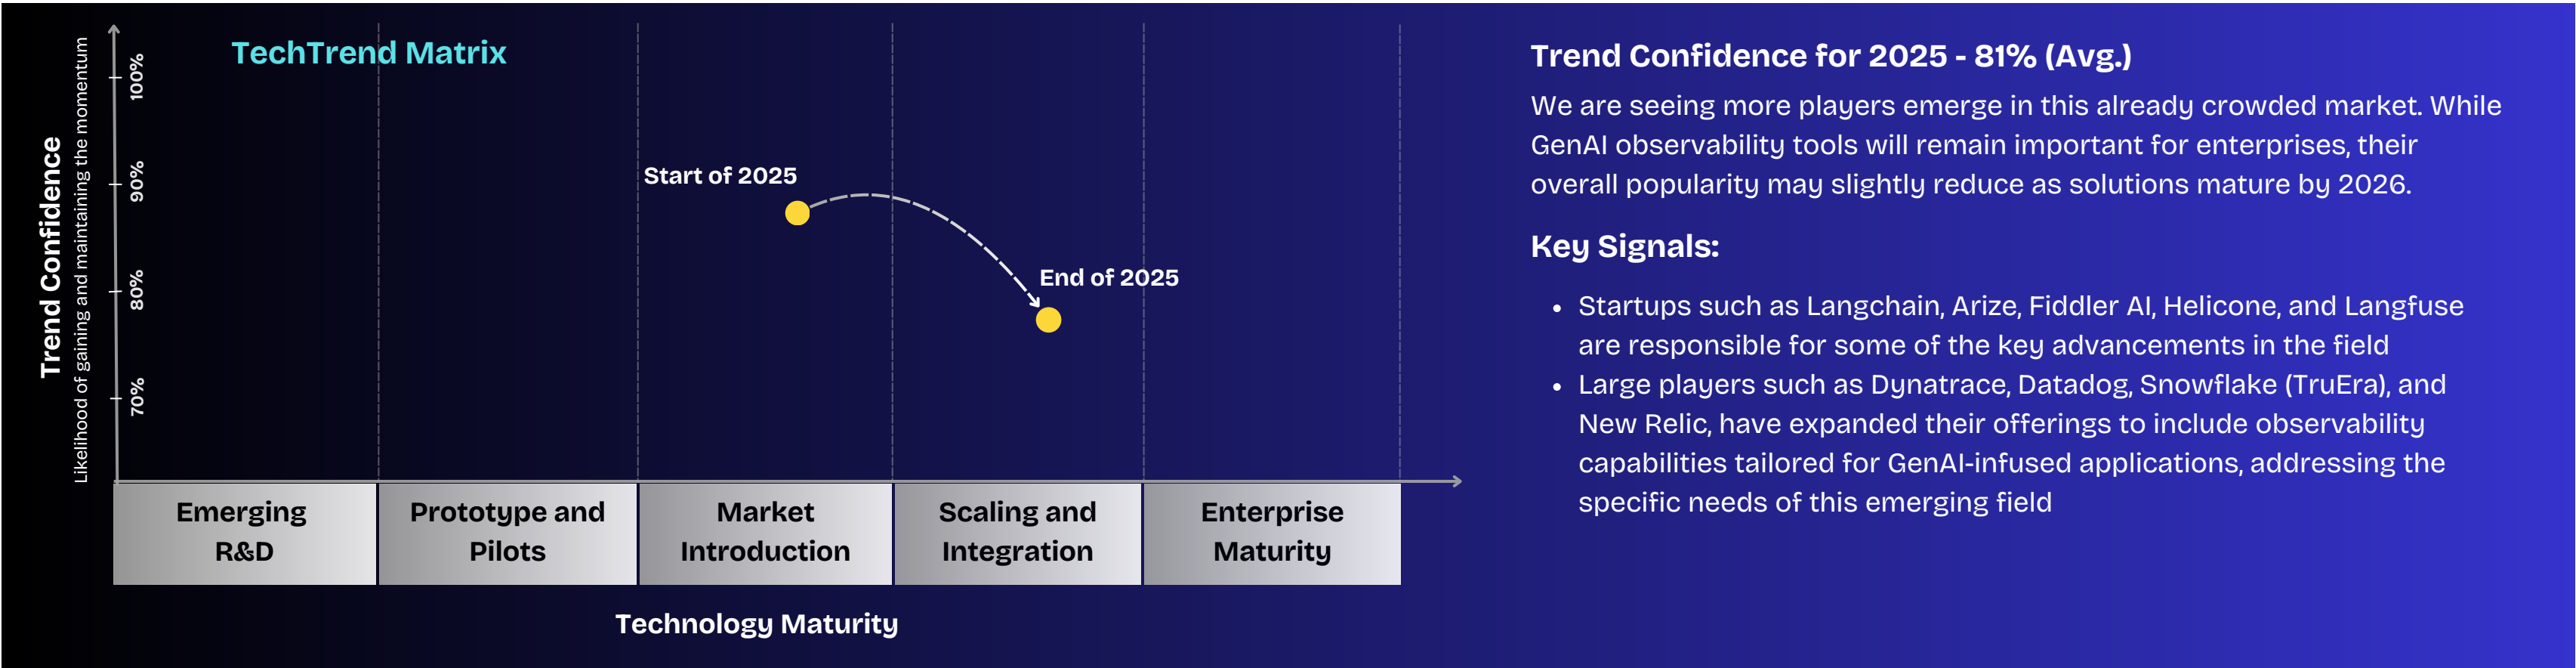 TechTrend Matrix
Trend Confidence
Likelihood of gaining and maintaining the momentum
100%
90%
80%
70%
Start of 2025
End of 2025
Emerging
R&D
Prototype and
Pilots
Market
Introduction
Scaling and
Integration
Enterprise
Maturity
Technology Maturity
Trend Confidence for 2025 - 81% (Avg.)
We are seeing more players emerge in this already crowded market. While
GenAI observability tools will remain important for enterprises, their
overall popularity may slightly reduce as solutions mature by 2026.
Key Signals:
• Startups such as Langchain, Arize, Fiddler AI, Helicone, and Langfuse
are responsible for some of the key advancements in the field
• Large players such as Dynatrace, Datadog, Snowflake (TruEra), and
New Relic, have expanded their offerings to include observability
capabilities tailored for GenAI-infused applications, addressing the
specific needs of this emerging field